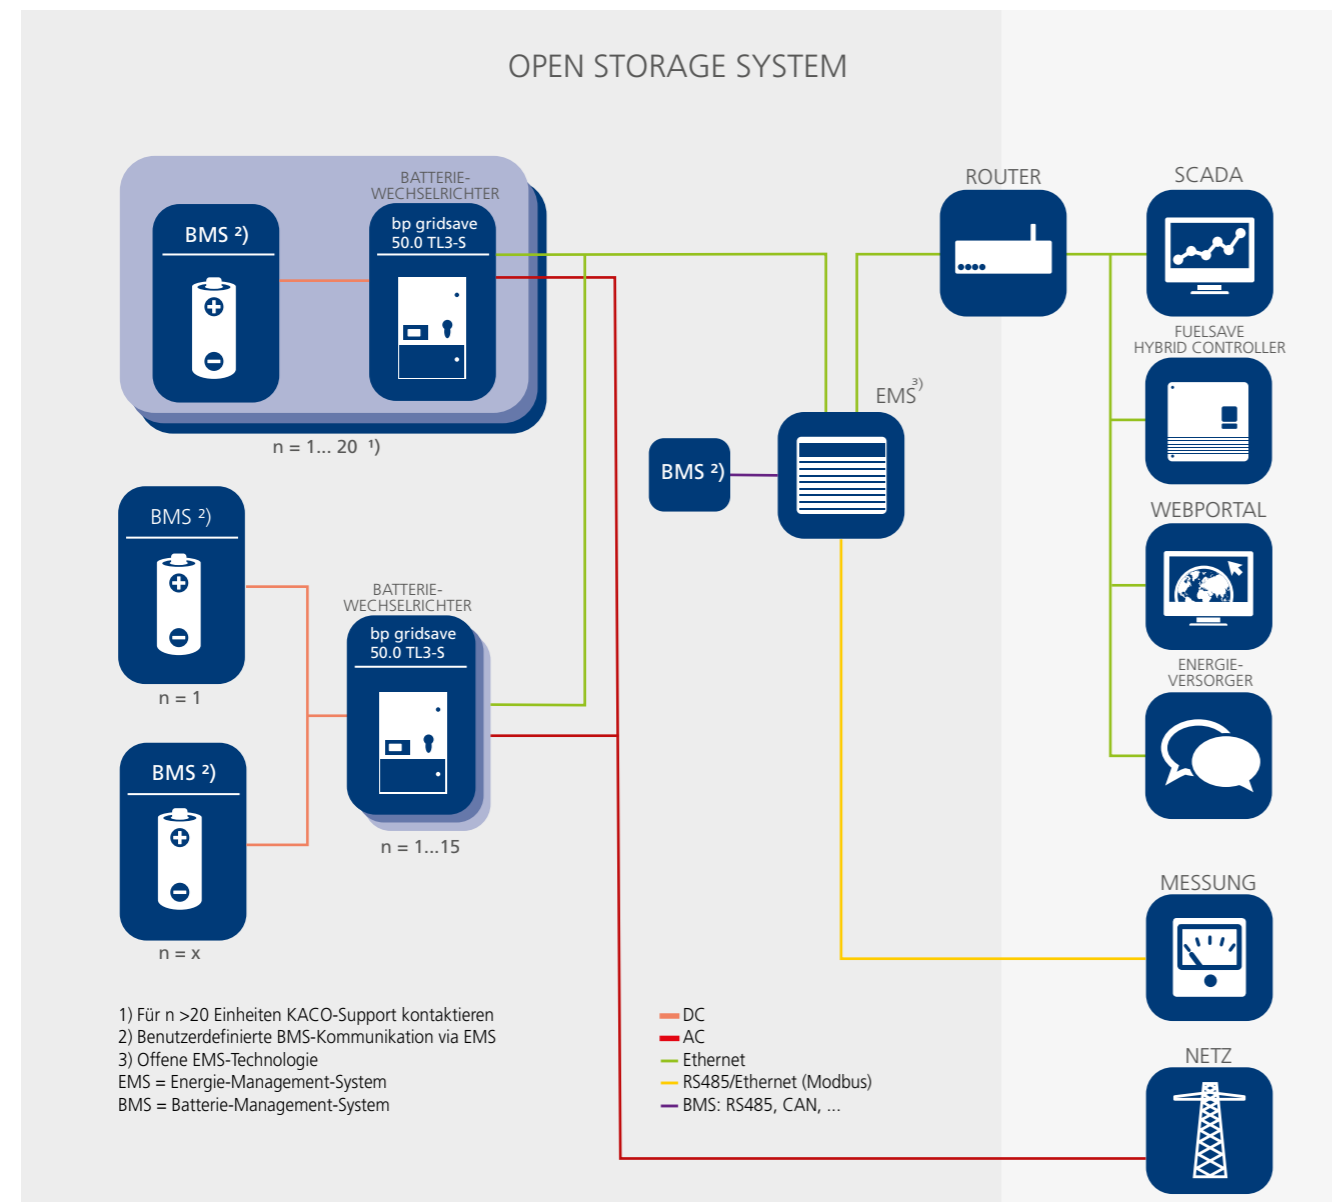 OPEN STORAGE SYSTEM
BATTERIE-
WECHSELRICHTER
BMS ²)
bp gridsave
50.0 TL3-S
n = 1... 20 ¹)
BMS ²)
n = 1
BATTERIE-
WECHSELRICHTER
bp gridsave
50.0 TL3-S
n = 1...15
BMS ²)
n = x
EMS³)
BMS ²)
ROUTER
SCADA
FUELSAVE
HYBRID CONTROLLER
WEBPORTAL
ENERGIE-
VERSORGER
MESSUNG
NETZ
1) Für n >20 Einheiten KACO-Support kontaktieren
2) Benutzerdefinierte BMS-Kommunikation via EMS
3) Offene EMS-Technologie
EMS = Energie-Management-System
BMS = Batterie-Management-System
DC
AC
Ethernet
RS485/Ethernet (Modbus)
BMS: RS485, CAN, ...